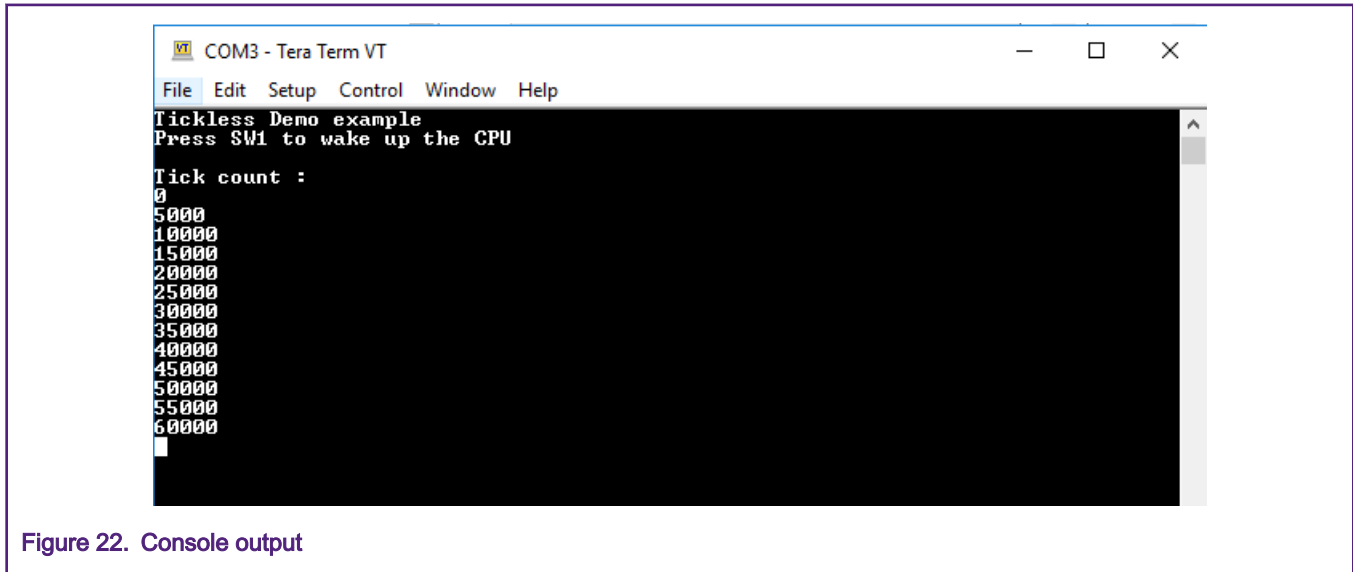 COM3 - Tera Term VT
File Edit Setup Control Window Help
Tickless Demo example
Press SW1 to wake up the CPU
Tick count :
0
5000
10000
15000
20000
25000
30000
35000
40000
45000
50000
55000
60000
Figure 22. Console output